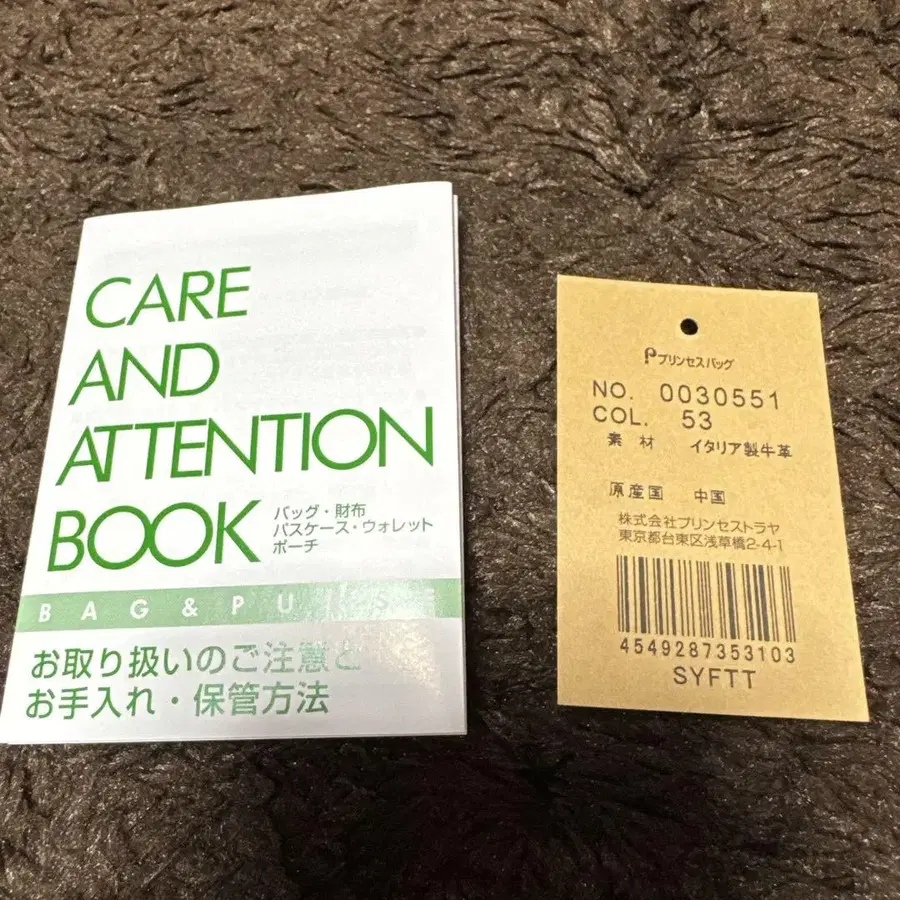 CARE
AND
ATTENTION
BOOK
バッグ・財布
パスケース・ウォレット
ポーチ
BAG&PURSE
お取り扱いのご注意と
お手入れ・保管方法
プリンセスバッグ
NO. 0030551
COL. 53
素材 イタリア製牛革
原産国 中国
株式会社プリンセストラヤ
東京都台東区浅草橋2-4-1
4549287353103
SYFTT